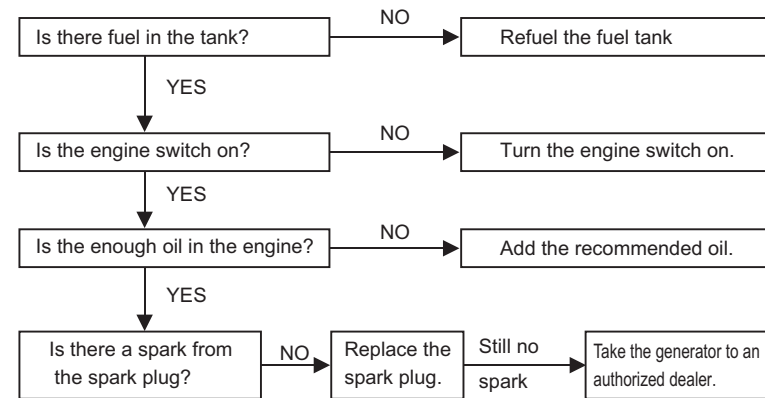 Is there fuel in the tank?
NO
Refuel the fuel tank
YES
Is the engine switch on?
NO
Turn the engine switch on.
YES
Is the enough oil in the engine?
NO
Add the recommended oil.
YES
Is there a spark from
the spark plug?
NO
Replace the
spark plug.
Still no
spark
Take the generator to an
authorized dealer.